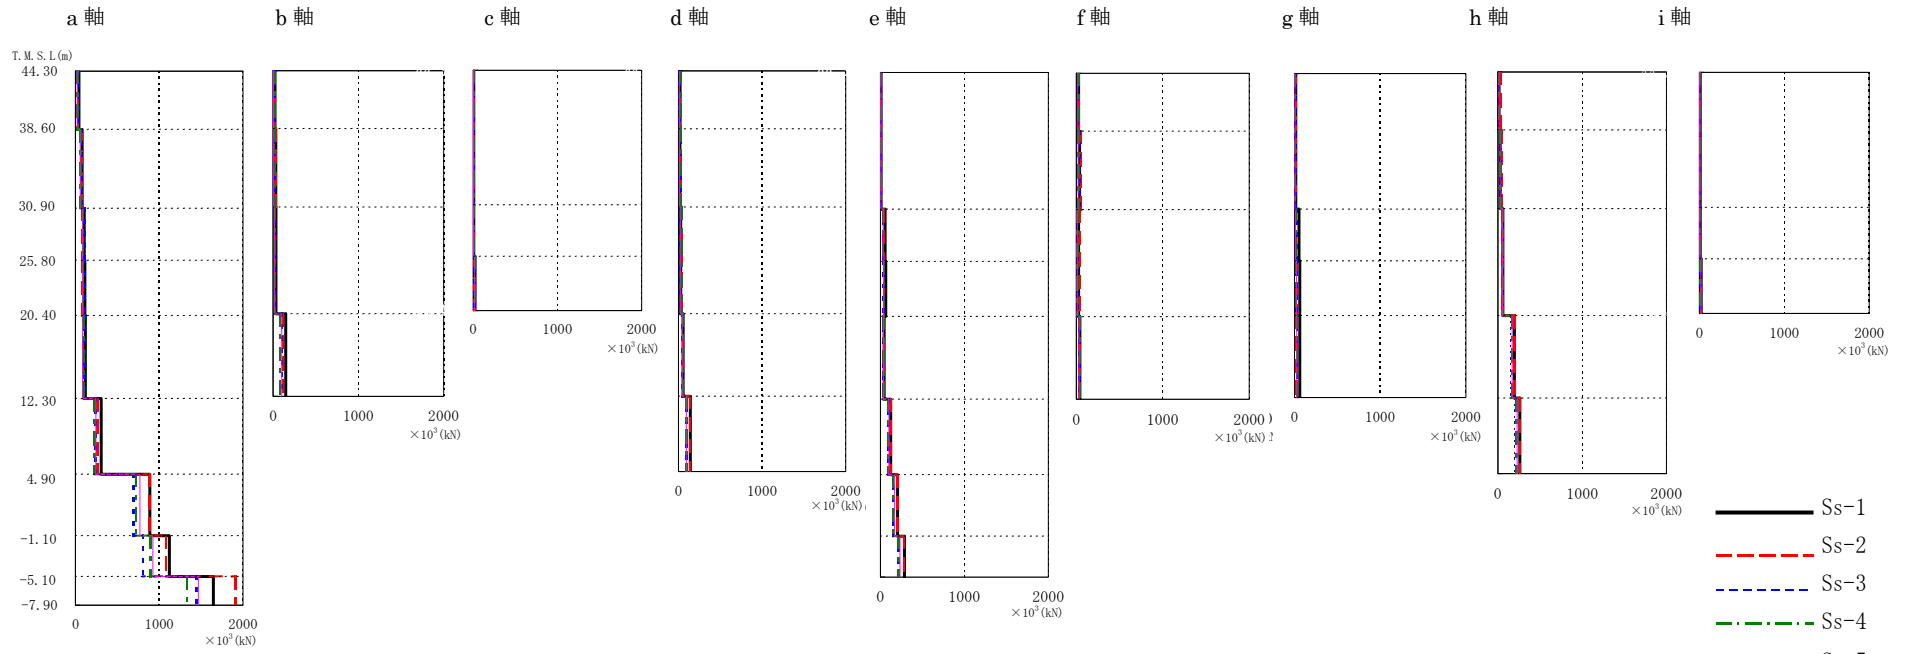 a 軸 b 軸 c 軸 d 軸 e 軸 f 軸 g 軸 h 軸 i 軸
T.M.S.L(m)
44.30
38.60
30.90
25.80
20.40
12.30
4.90
-1.10
-5.10
-7.90
0 1000 2000
×10³(kN)
0 1000 2000
×10³(kN)
0 1000 2000
×10³(kN)
0 1000 2000
×10³(kN)
0 1000 2000
×10³(kN)
0 1000 2000
×10³(kN)
0 1000 2000
×10³(kN)
0 1000 2000
×10³(kN)
0 1000 2000
×10³(kN)
Ss-1
Ss-2
Ss-3
Ss-4